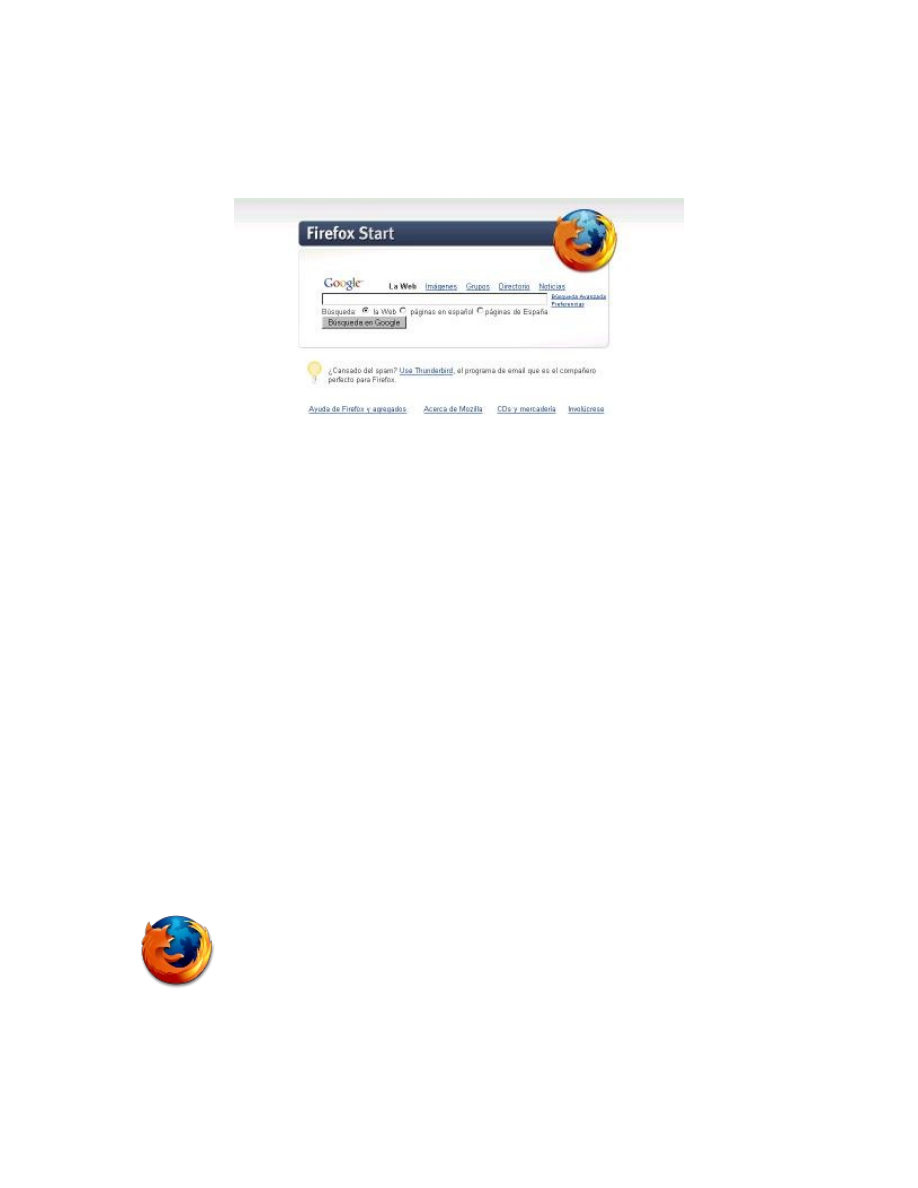 Firefox Start
Google™ La Web Imágenes Grupos Directorio Noticias
Búsqueda Avanzada
Preferencias
Búsqueda: la Web páginas en español páginas de España
Búsqueda en Google
¿Cansado del spam? Use Thunderbird, el programa de email que es el compañero
perfecto para Firefox.
Ayuda de Firefox y agregados Acerca de Mozilla CDs y mercadería Involúcrese